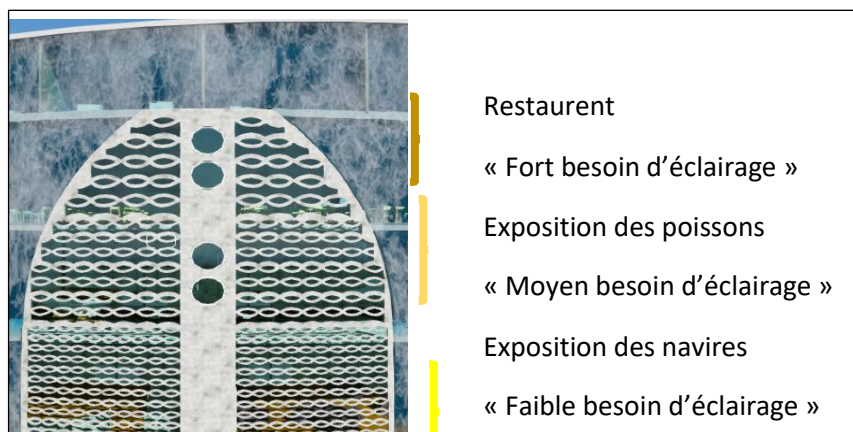 Restaurent
« Fort besoin d’éclairage »
Exposition des poissons
« Moyen besoin d’éclairage »
Exposition des navires
« Faible besoin d’éclairage »